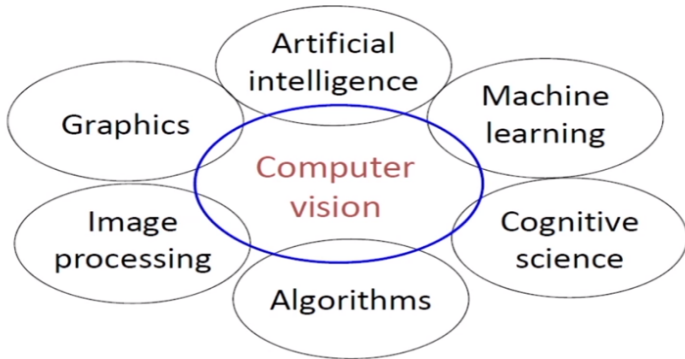 Artificial
intelligence
Machine
learning
Graphics
Computer
vision
Image
processing
Cognitive
science
Algorithms